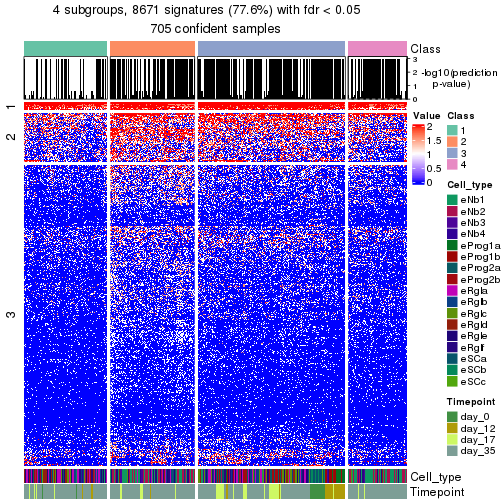 4 subgroups, 8671 signatures (77.6%) with fdr < 0.05
705 confident samples
Class
3
2
1
0
-log10(prediction
p-value)
1
2
3
Value
2
1.5
1
0.5
0
Class
1
2
3
4
Cell_type
eNb1
eNb2
eNb3
eNb4
eProg1a
eProg1b
eProg2a
eProg2b
eRgla
eRglb
eRglc
eRgld
eRgle
eRglf
eSCa
eSCb
eSCc
Timepoint
day_0
day_12
day_17
day_35
Cell_type
Timepoint